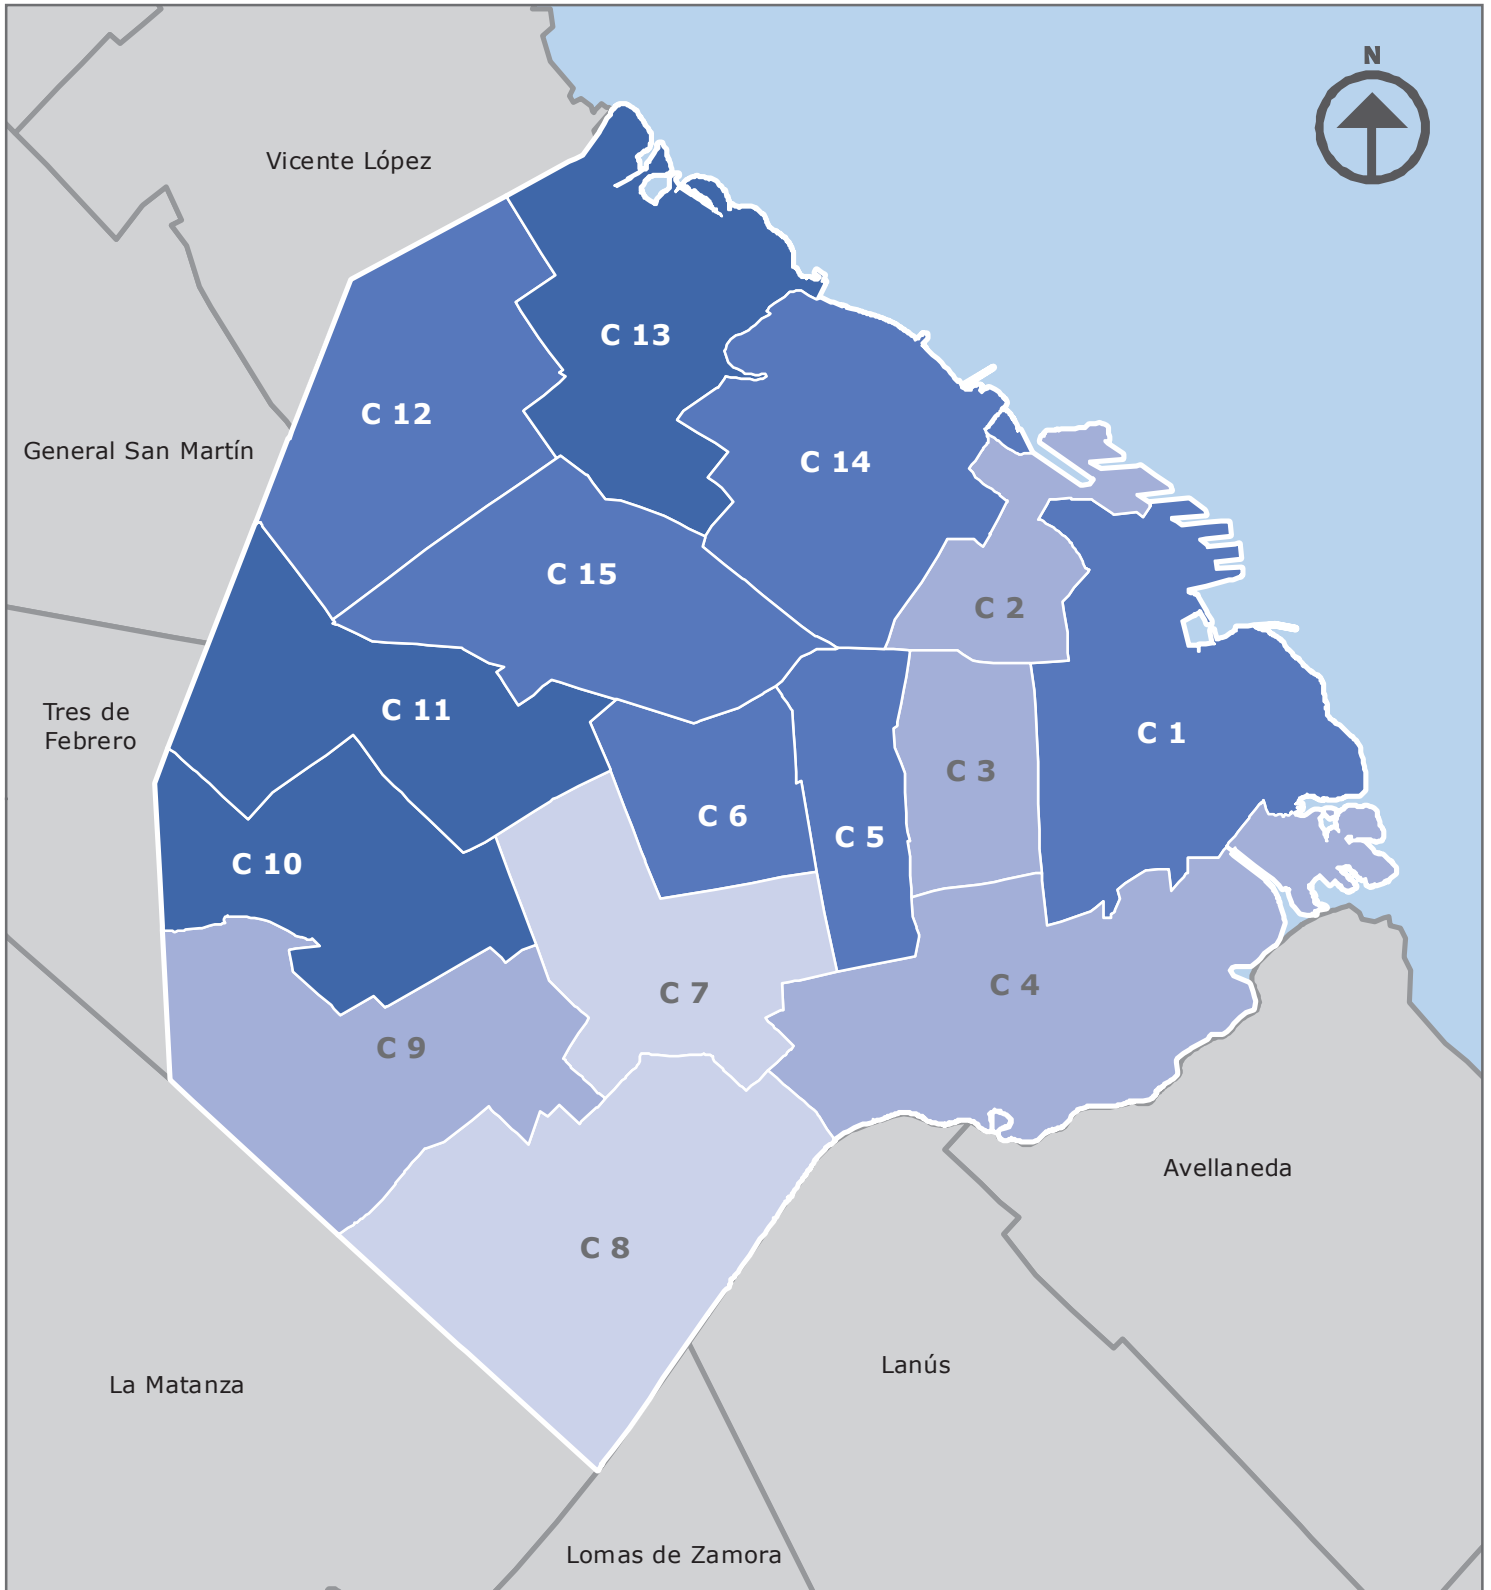 N
Vicente López
C 13
C 12
General San Martín
C 14
C 15
C 2
C 11
Tres de
Febrero
C 1
C 3
C 6
C 5
C 10
C 4
C 7
C 9
Avellaneda
C 8
Lanús
La Matanza
Lomas de Zamora